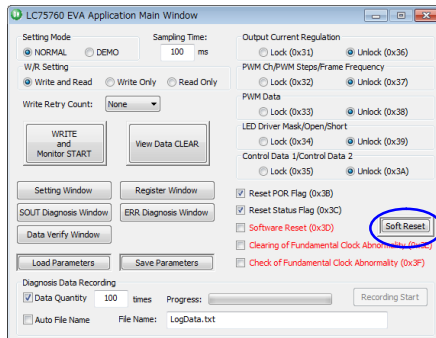 LC75760 EVA Application Main Window
Setting Mode
NORMAL DEMO
Sampling Time:
100 ms
W/R Setting
Write and Read Write Only Read Only
Write Retry Count: None
WRITE
and
Monitor START
View Data CLEAR
Setting Window Register Window
SOUT Diagnosis Window ERR Diagnosis Window
Data Verify Window
Load Parameters Save Parameters
Output Current Regulation
Lock (0x31) Unlock (0x36)
PWM Ch/PWM Steps/Frame Frequency
Lock (0x32) Unlock (0x37)
PWM Data
Lock (0x33) Unlock (0x38)
LED Driver Mask/Open/Short
Lock (0x34) Unlock (0x39)
Control Data 1/Control Data 2
Lock (0x35) Unlock (0x3A)
Reset POR Flag (0x3B)
Reset Status Flag (0x3C)
Software Reset (0x3D)
Soft Reset
Clearing of Fundamental Clock Abnormality (0x3E)
Check of Fundamental Clock Abnormality (0x3F)
Diagnosis Data Recording
Data Quantity 100 times Progress: Recording Start
Auto File Name File Name: LogData.txt